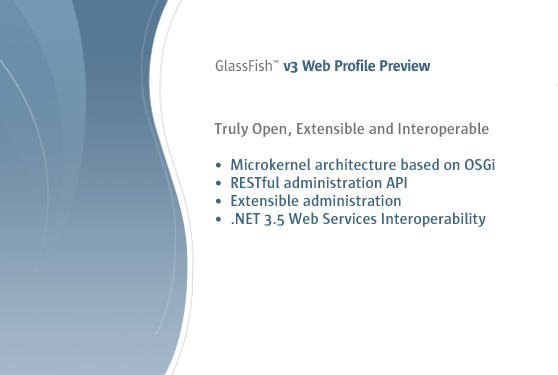 GlassFish™ v3 Web Profile Preview
Truly Open, Extensible and Interoperable
• Microkernel architecture based on OSGi
• RESTful administration API
• Extensible administration
• .NET 3.5 Web Services Interoperability